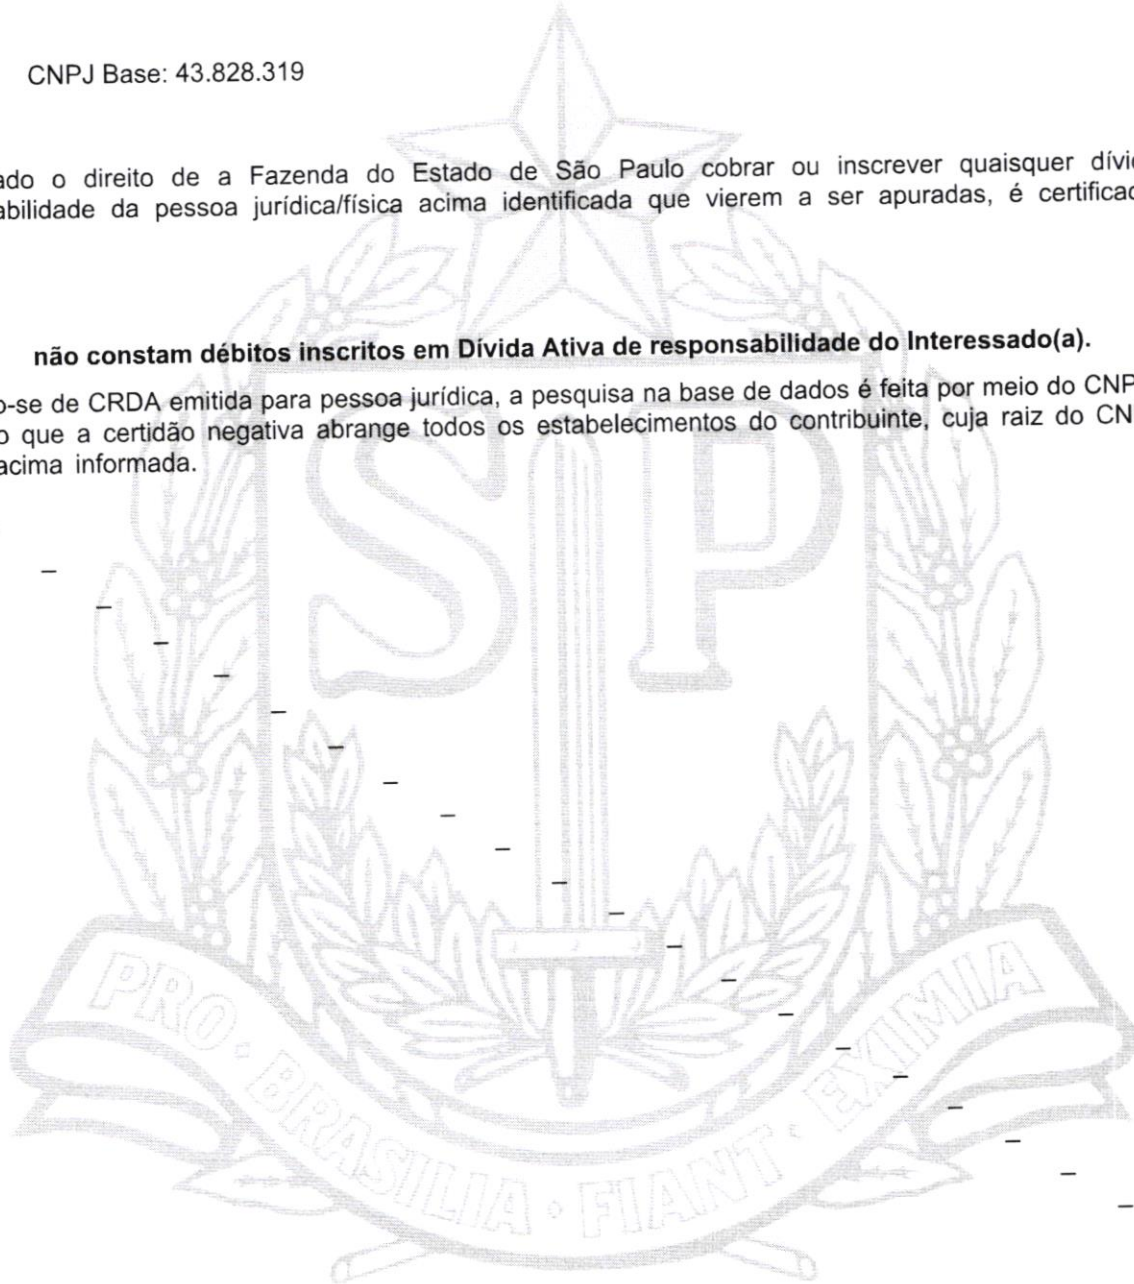 CNPJ Base: 43.828.319
ado o direito de a Fazenda do Estado de São Paulo cobrar ou inscrever quaisquer dívi
abilidade da pessoa jurídica/física acima identificada que vierem a ser apuradas, é certificad
não constam débitos inscritos em Dívida Ativa de responsabilidade do Interessado(a).
o-se de CRDA emitida para pessoa jurídica, a pesquisa na base de dados é feita por meio do CNP
o que a certidão negativa abrange todos os estabelecimentos do contribuinte, cuja raiz do CN
acima informada.
SP
PRO · BRASILIA · FIANT · EXIMIA